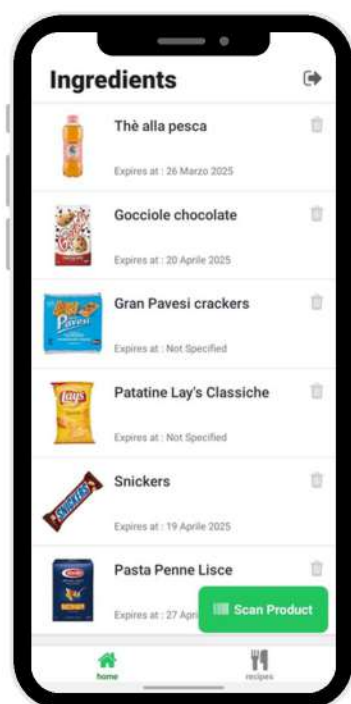 Ingredients
Thè alla pesca
Expires at : 26 Marzo 2025
Gocciole chocolate
Expires at : 20 Aprile 2025
Gran Pavesi crackers
Pavesi
Expires at : Not Specified
Patatine Lay's Classiche
Lay's
Expires at : Not Specified
Snickers
SNICKERS
Expires at : 19 Aprile 2025
Pasta Penne Lisce
Expires at : 27 Apri
Scan Product
home
recipes